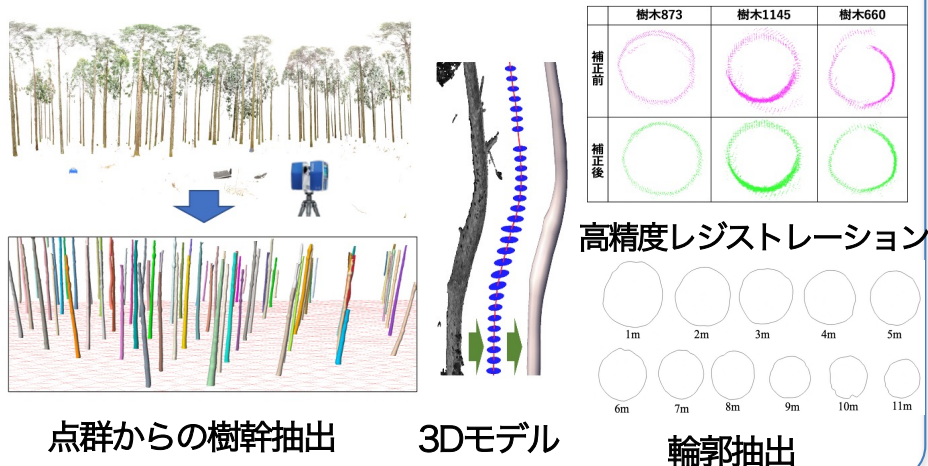 樹木873 樹木1145 樹木660
補正前
補正後
高精度レジストレーション
1m 2m 3m 4m 5m
6m 7m 8m 9m 10m 11m
点群からの樹幹抽出
3Dモデル
輪郭抽出